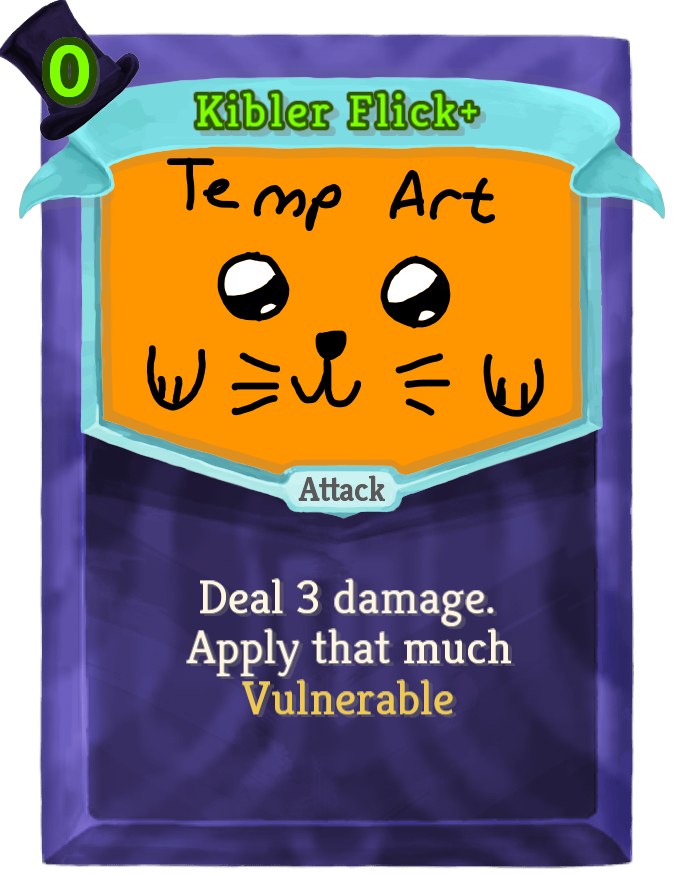 0
Kibler Flick+
Temp Art
Attack
Deal 3 damage.
Apply that much
Vulnerable